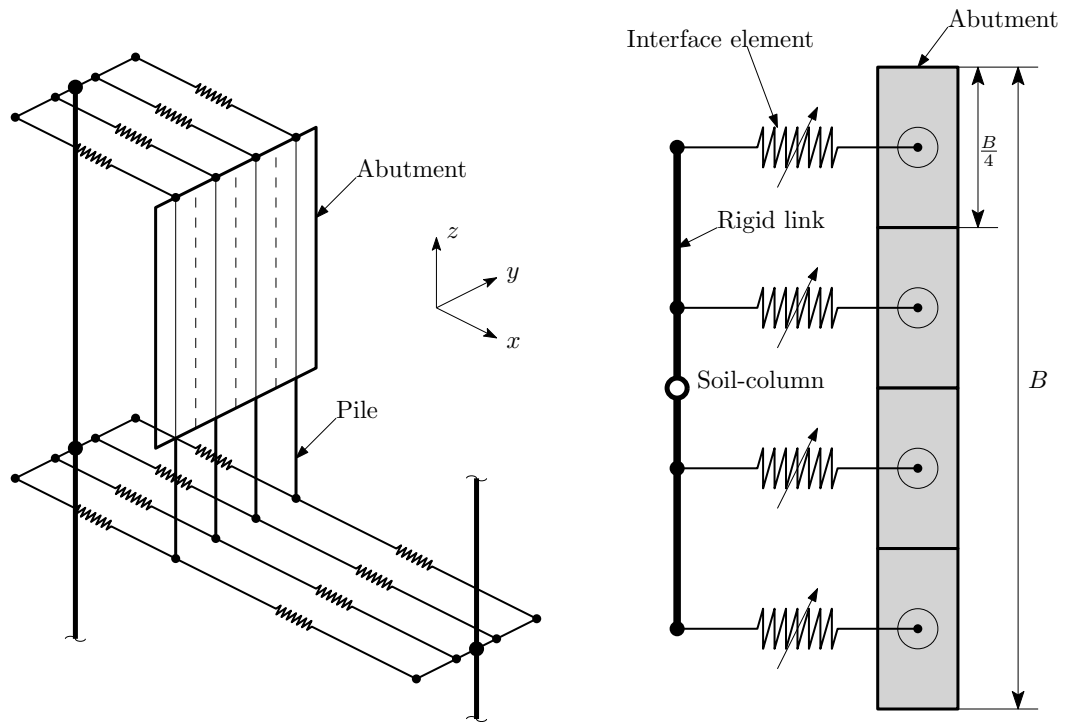 Abutment
z
y
x
Pile
Abutment
Interface element
B
4
Rigid link
Soil-column
B